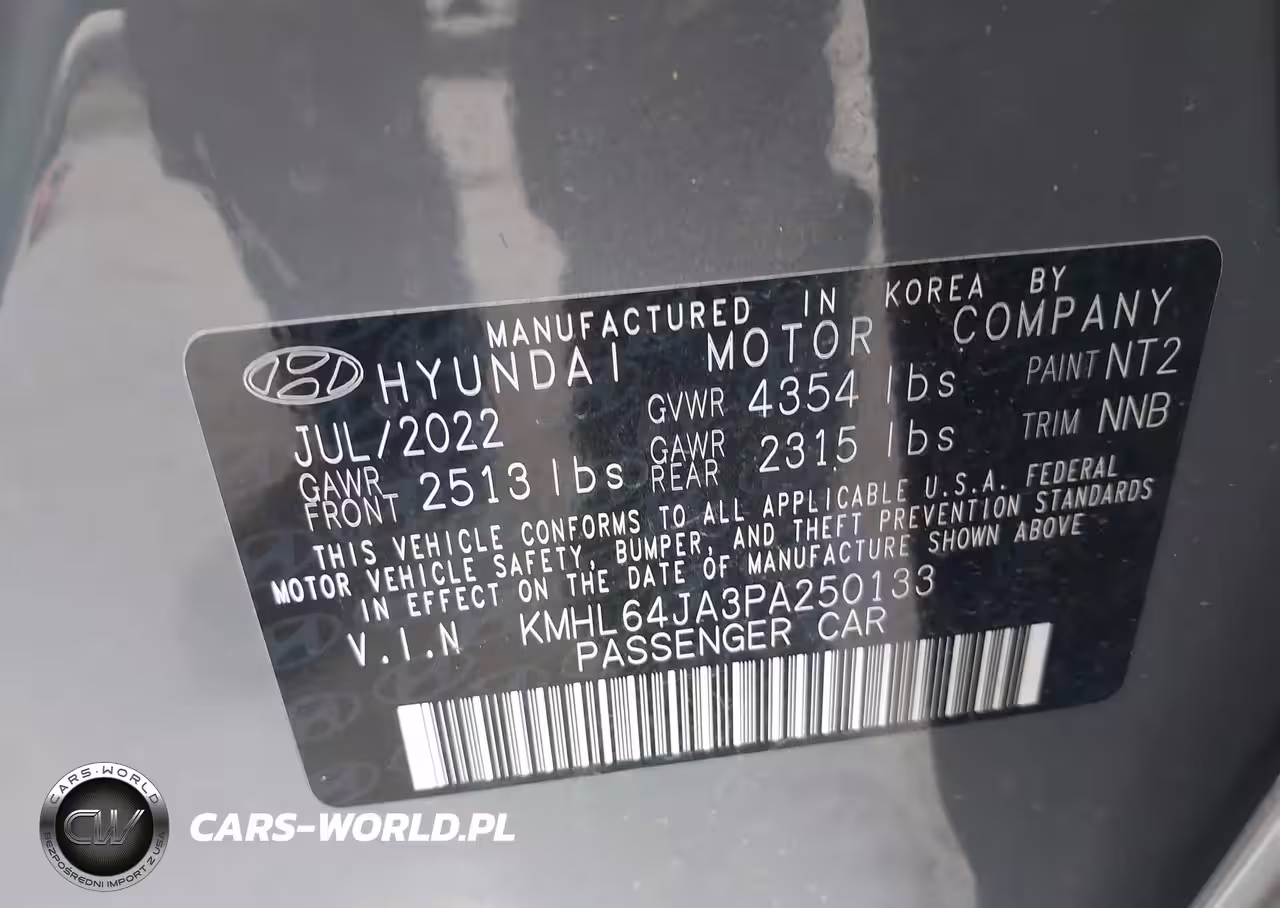 MANUFACTURED IN KOREA BY
HYUNDAI MOTOR COMPANY
JUL/2022 GVWR 4354 lbs PAINT NT2
GAWR FRONT 2513 lbs GAWR REAR 2315 lbs TRIM NNB
THIS VEHICLE CONFORMS TO ALL APPLICABLE U.S.A. FEDERAL
MOTOR VEHICLE SAFETY, BUMPER, AND THEFT PREVENTION STANDARDS
IN EFFECT ON THE DATE OF MANUFACTURE SHOWN ABOVE
V.I.N KMHL64JA3PA250133
PASSENGER CAR
CARS-WORLD
CW
BEZPOŚREDNI IMPORT Z USA
CARS-WORLD.PL